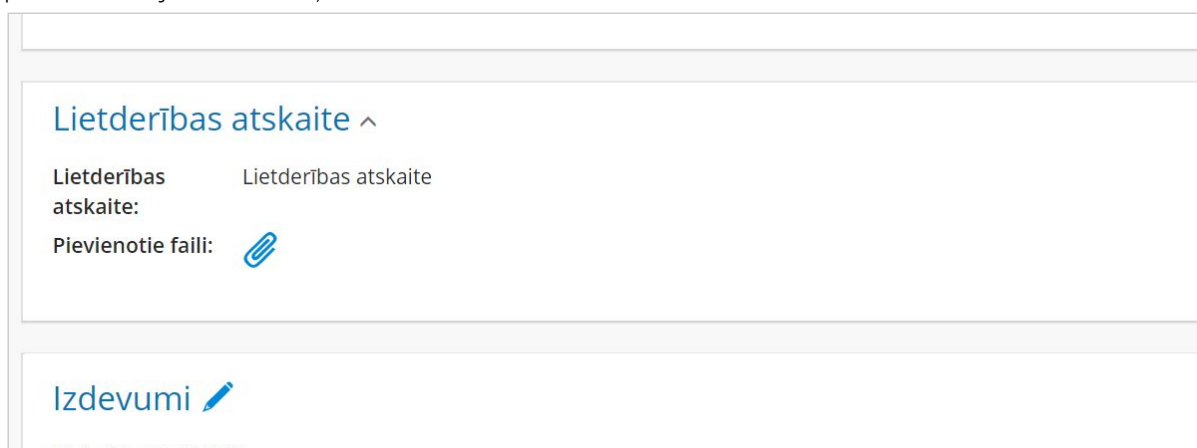 Lietderības atskaite
Lietderības Lietderības atskaite
atskaite:
Pievienotie faili:
Izdevumi